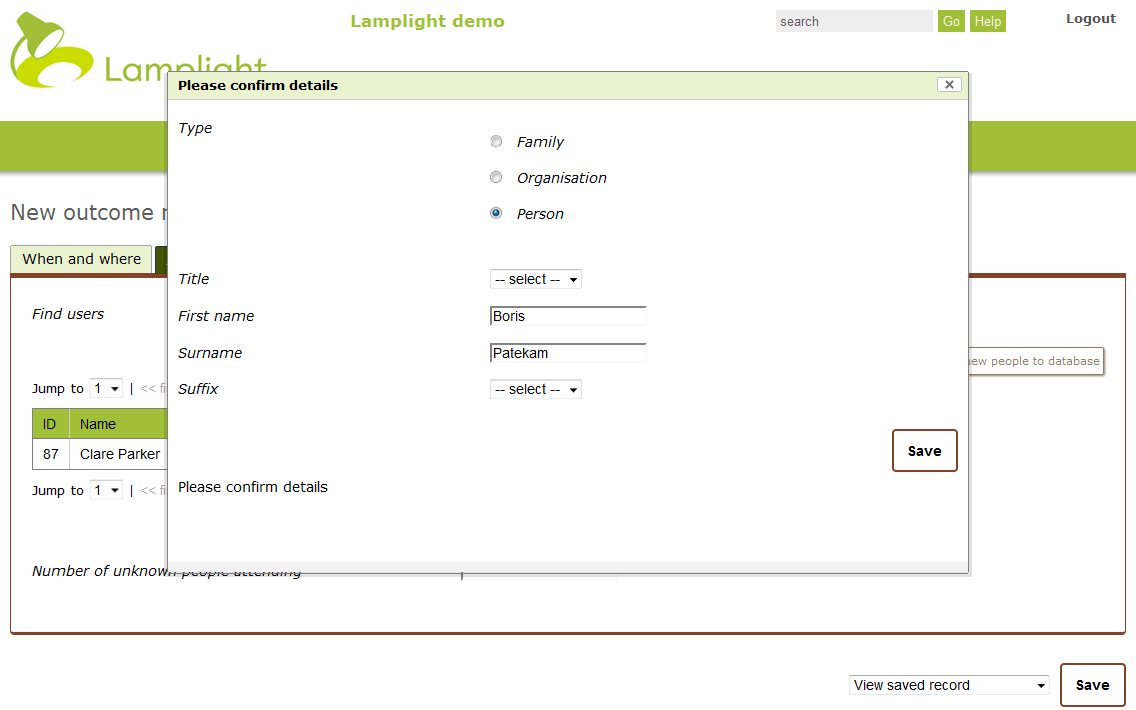 Lamplight demo
search Go Help Logout
Lamplight
Please confirm details
Type
Family
Organisation
Person
New outcome
When and where
Title -- select --
Find users
First name Boris
Surname Patekam
new people to database
Jump to 1 | <<
Suffix -- select --
ID Name
87 Clare Parker
Save
Jump to 1 | <<
Please confirm details
Number of unknown people attending
View saved record Save